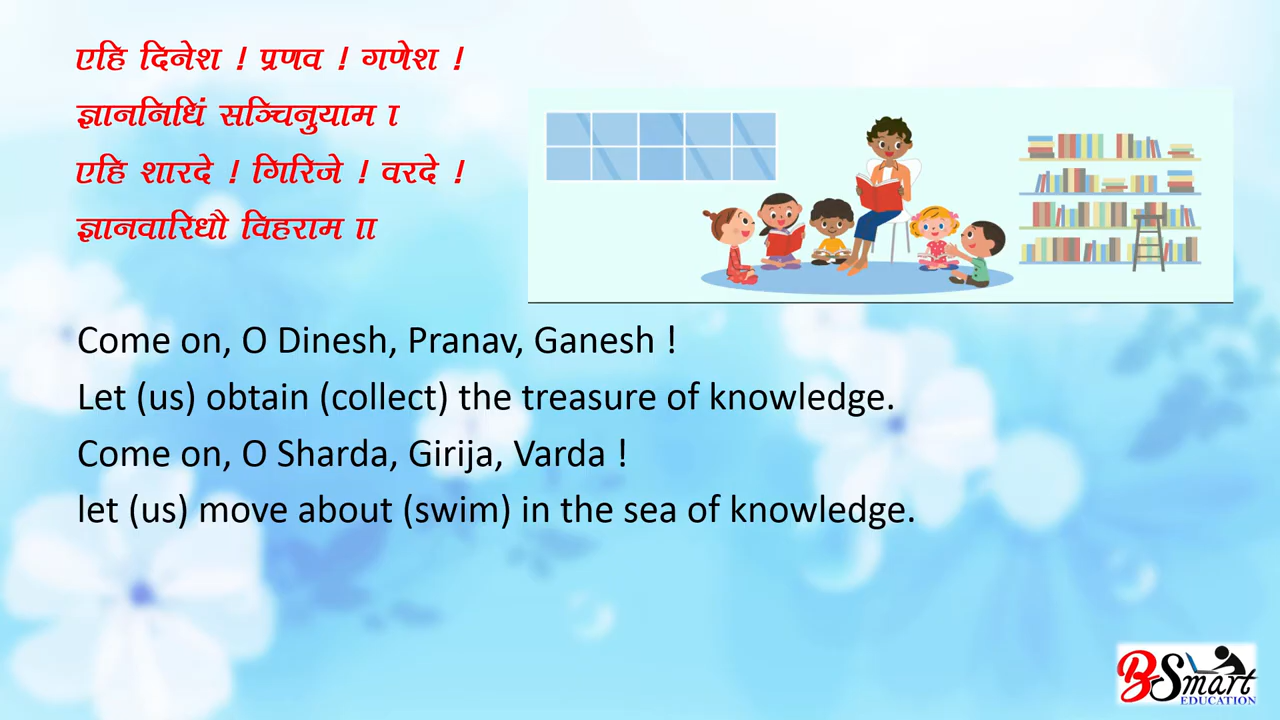 एहि दिनेश ! प्रणव ! गणेश !
ज्ञाननिधिं सञ्चिनुयाम ।
एहि शारदे ! गिरिजे ! वरदे !
ज्ञानवारिधौ विहराम ॥
Come on, O Dinesh, Pranav, Ganesh !
Let (us) obtain (collect) the treasure of knowledge.
Come on, O Sharda, Girija, Varda !
let (us) move about (swim) in the sea of knowledge.
BSmart
EDUCATION